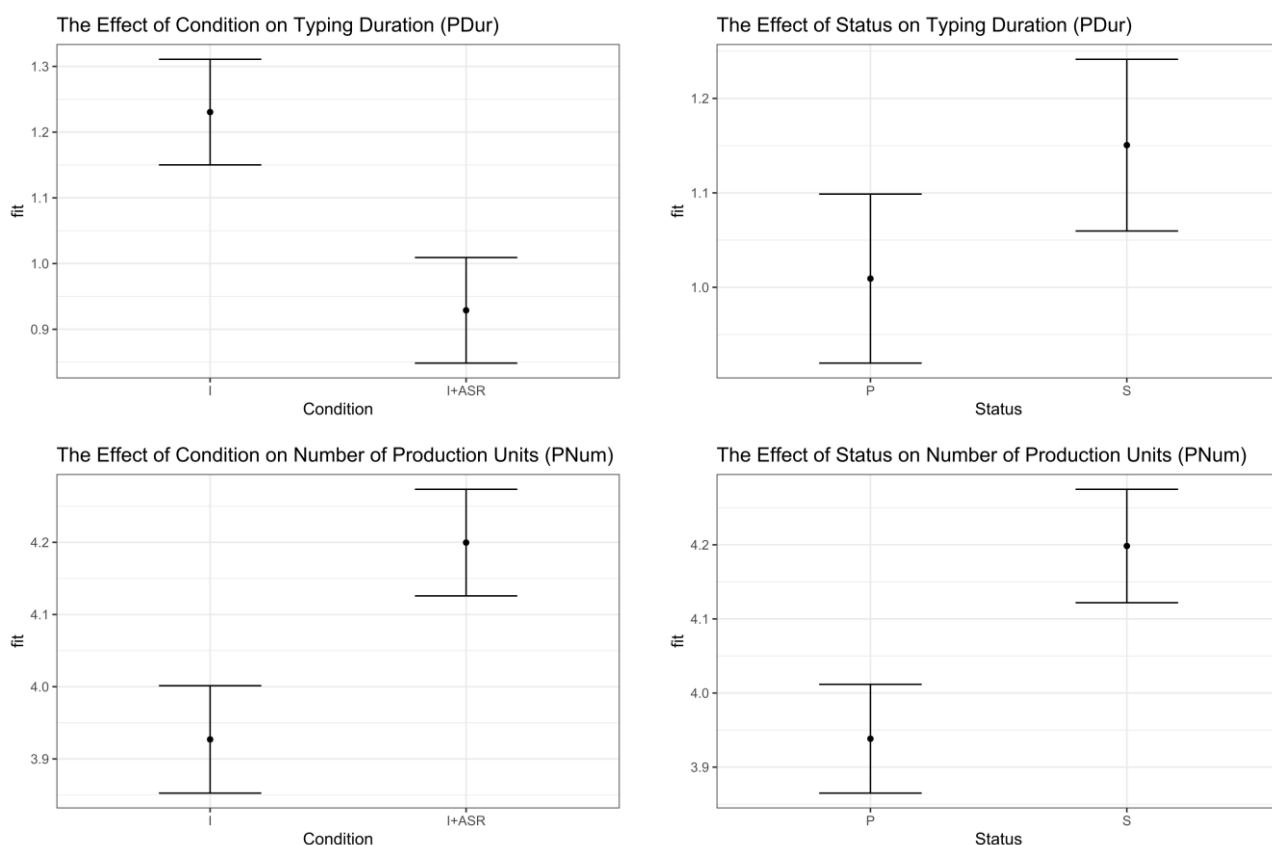 The Effect of Condition on Typing Duration (PDur)
1.3
1.2
1.1
1.0
0.9
fit
I
I+ASR
Condition
The Effect of Status on Typing Duration (PDur)
1.2
1.1
1.0
fit
P
S
Status
The Effect of Condition on Number of Production Units (PNum)
4.2
4.1
4.0
3.9
fit
I
I+ASR
Condition
The Effect of Status on Number of Production Units (PNum)
4.2
4.1
4.0
3.9
fit
P
S
Status